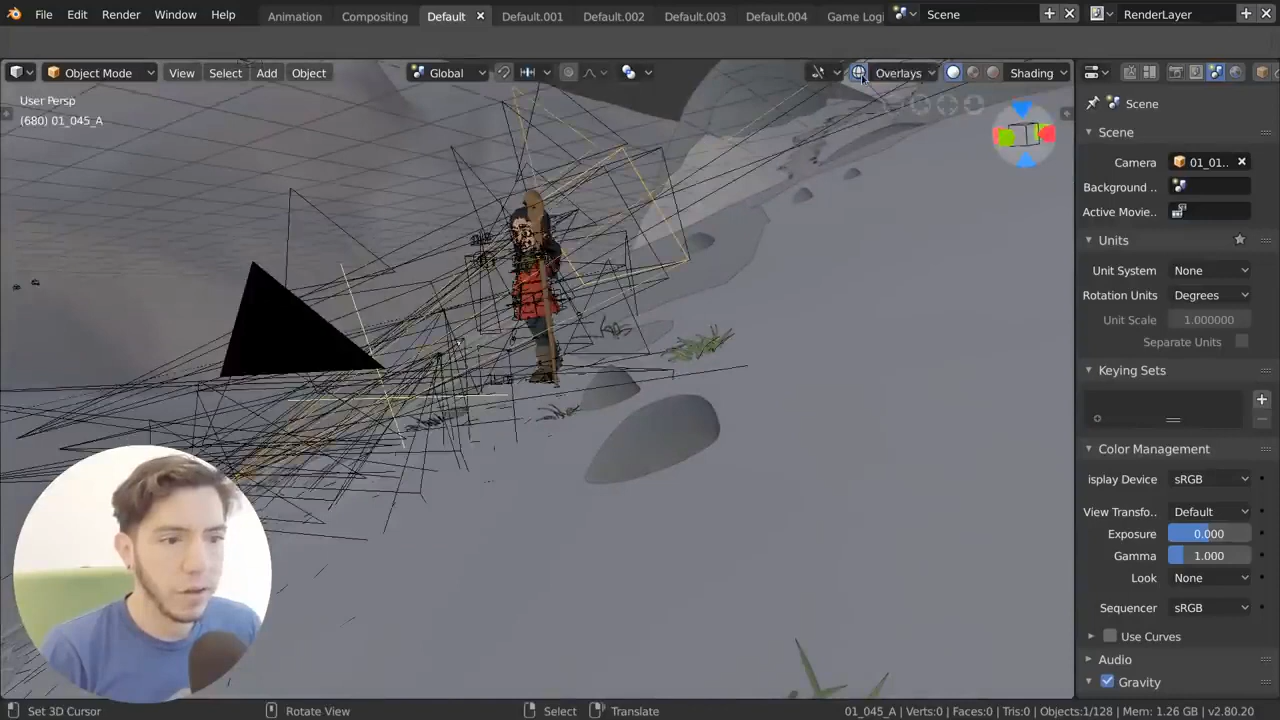 File Edit Render Window Help Animation Compositing Default Default.001 Default.002 Default.003 Default.004 Game Logi Scene RenderLayer
Object Mode View Select Add Object Global Overlays Shading
User Persp
(680) 01_045_A
Scene
Scene
Camera 01_01..
Background ..
Active Movie..
Units
Unit System None
Rotation Units Degrees
Unit Scale 1.000000
Separate Units
Keying Sets
Color Management
isplay Device sRGB
View Transfo.. Default
Exposure 0.000
Gamma 1.000
Look None
Sequencer sRGB
Use Curves
Audio
Gravity
Set 3D Cursor Rotate View Select Translate 01_045_A | Verts:0 | Faces:0 | Tris:0 | Objects:1/128 | Mem: 1.26 GB | v2.80.20